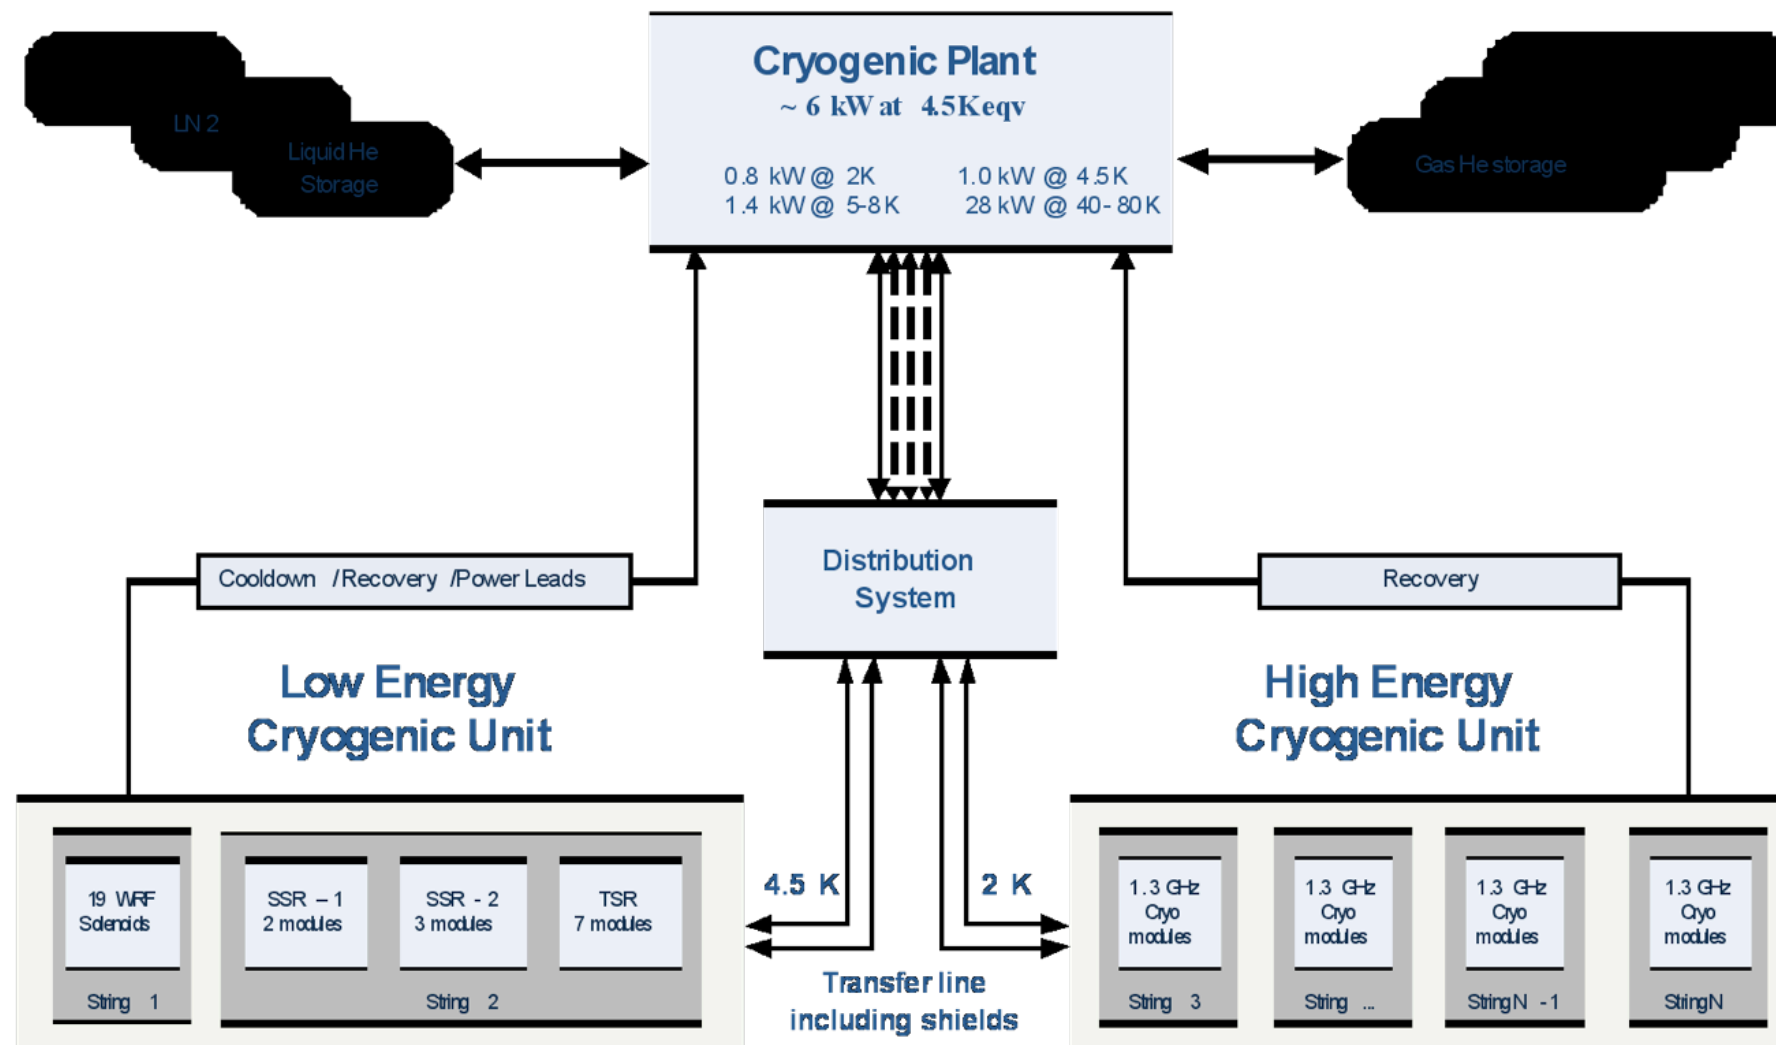 Cryogenic Plant
~ 6 kW at 4.5Keqv
0.8 kW @ 2K 1.0 kW @ 4.5K
1.4 kW @ 5-8K 28 kW @ 40-80K
LN2
Liquid He
Storage
Gas He storage
Distribution
System
Cooldown /Recovery /Power Leads
Recovery
Low Energy
Cryogenic Unit
High Energy
Cryogenic Unit
4.5 K
2 K
19 WRF
Solenoids
String 1
SSR - 1
2 modules
SSR - 2
3 modules
TSR
7 modules
String 2
Transfer line
including shields
1.3 GHz
Cryo
modules
String 3
1.3 GHz
Cryo
modules
String ...
1.3 GHz
Cryo
modules
String N - 1
1.3 GHz
Cryo
modules
String N